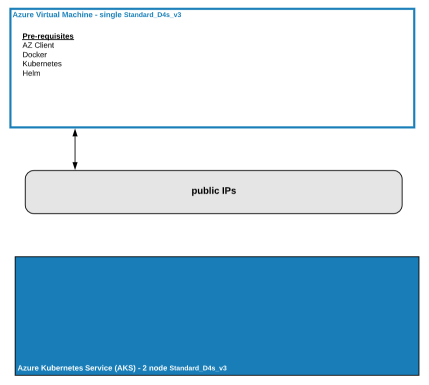 Azure Virtual Machine - single Standard_D4s_v3
Pre-requisites
AZ Client
Docker
Kubernetes
Helm
public IPs
Azure Kubernetes Service (AKS) - 2 node Standard_D4s_v3